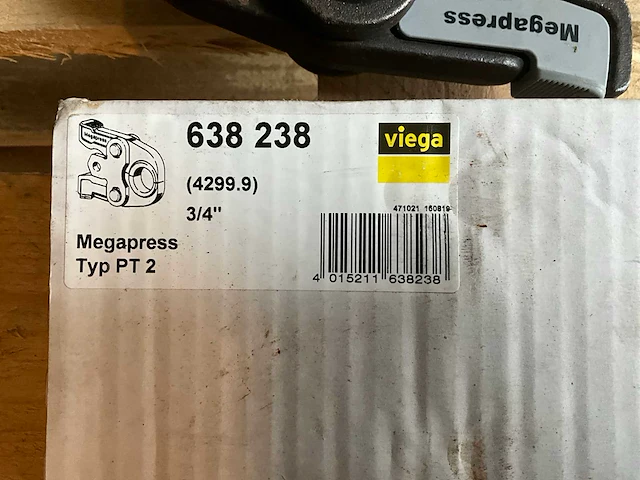 Megapress
638 238
viega
(4299.9)
3/4"
471021 160819
Megapress
Typ PT 2
4 015211 638238